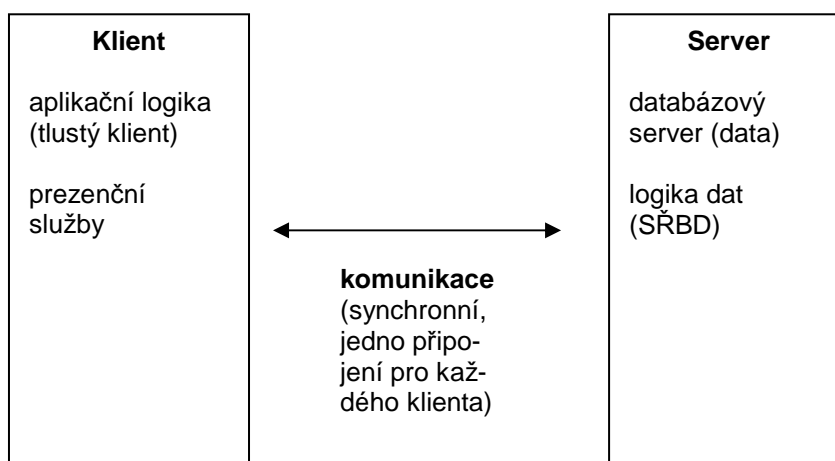 Klient
aplikační logika
(tlustý klient)
prezenční
služby
komunikace
(synchronní,
jedno připo-
jení pro kaž-
dého klienta)
Server
databázový
server (data)
logika dat
(SŘBD)